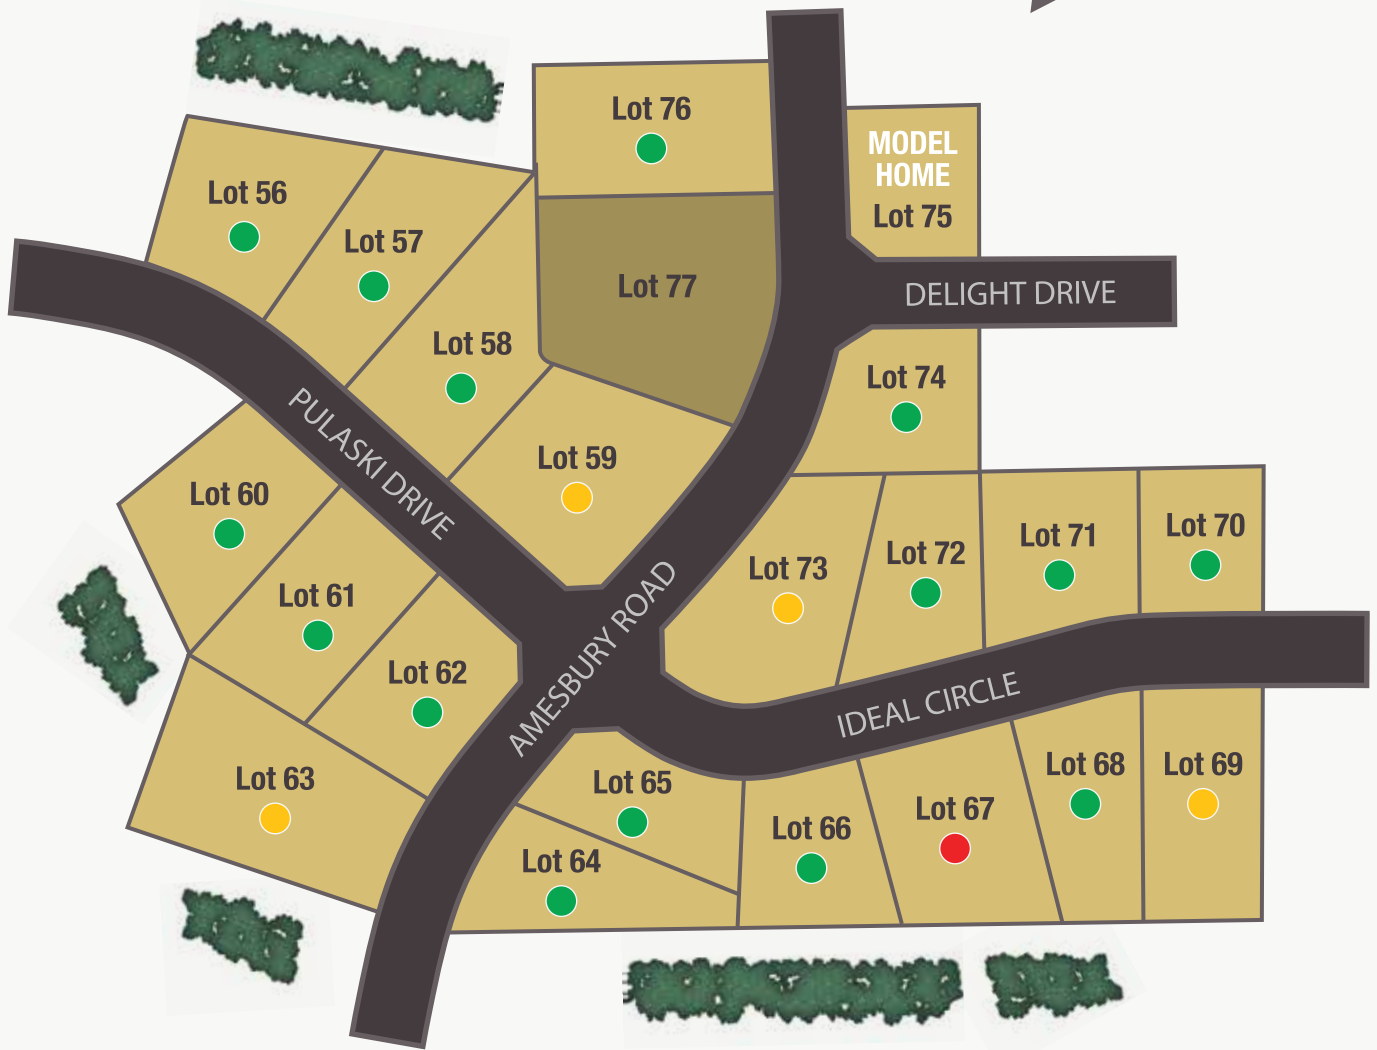 Lot 76
MODEL
HOME
Lot 75
Lot 56
Lot 57
Lot 77
DELIGHT DRIVE
Lot 58
Lot 74
PULASKI DRIVE
Lot 59
Lot 60
Lot 70
Lot 71
Lot 72
Lot 73
Lot 61
AMESBURY ROAD
Lot 62
IDEAL CIRCLE
Lot 63
Lot 65
Lot 68
Lot 69
Lot 67
Lot 66
Lot 64